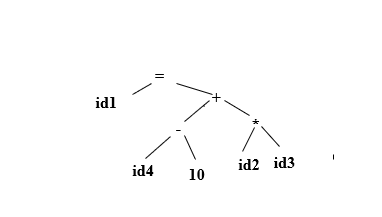 =
id1
+
-
*
id4
10
id2
id3